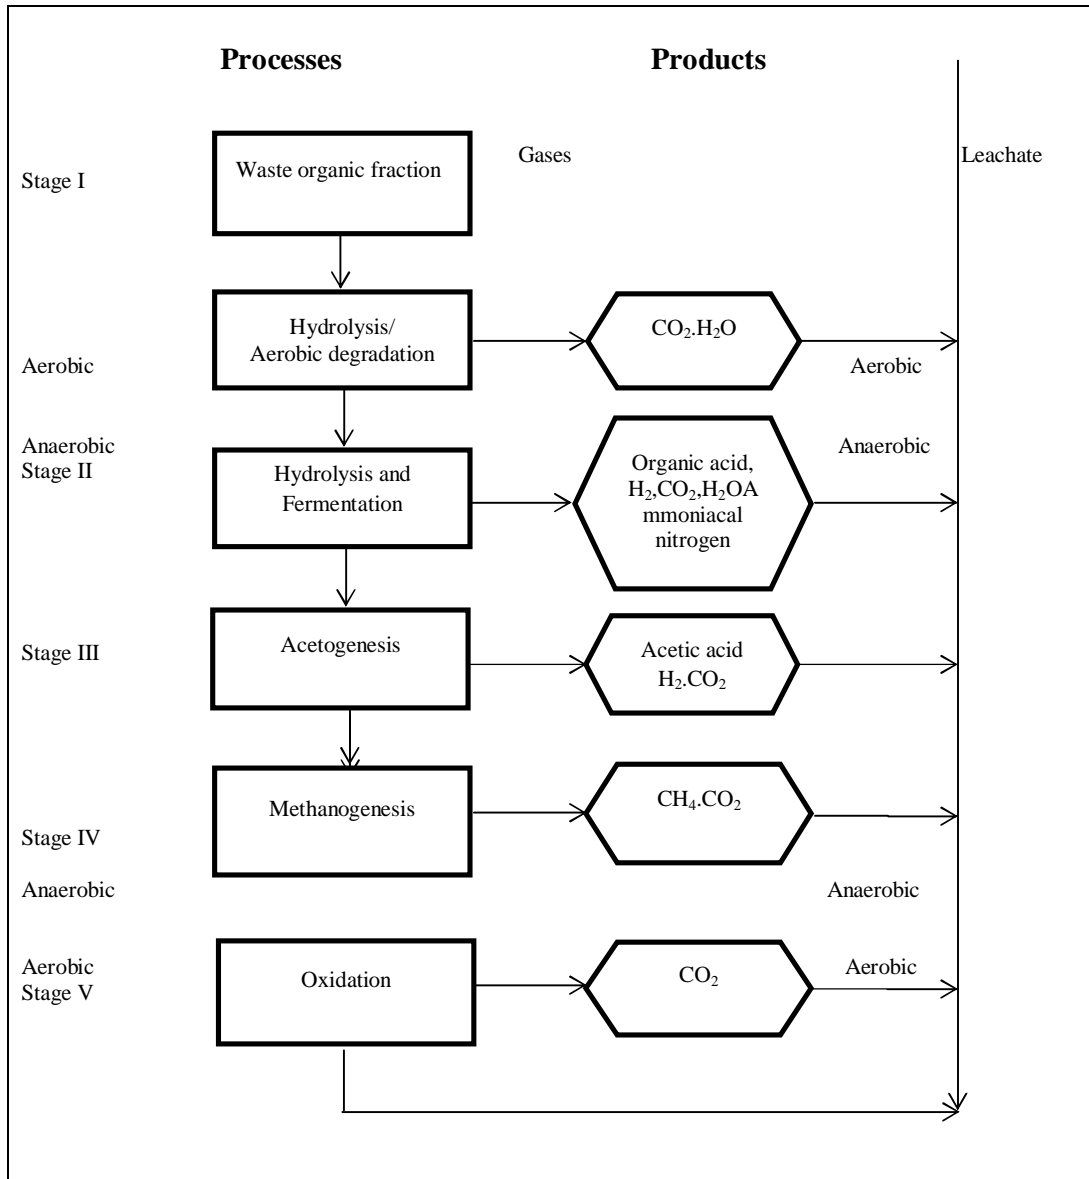 Processes
Products
Stage I
Waste organic fraction
Gases
Leachate
Hydrolysis/
Aerobic degradation
CO₂.H₂O
Aerobic
Aerobic
Anaerobic
Stage II
Hydrolysis and
Fermentation
Organic acid,
H₂,CO₂,H₂OA
mmoniacal
nitrogen
Anaerobic
Stage III
Acetogenesis
Acetic acid
H₂.CO₂
Methanogenesis
CH₄.CO₂
Stage IV
Anaerobic
Anaerobic
Aerobic
Stage V
Oxidation
CO₂
Aerobic